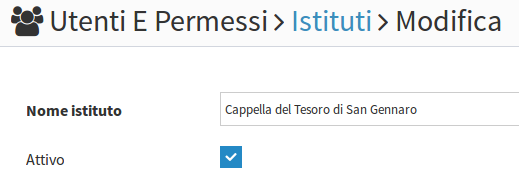 Utenti E Permessi > Istituti > Modifica
Nome istituto Cappella del Tesoro di San Gennaro
Attivo